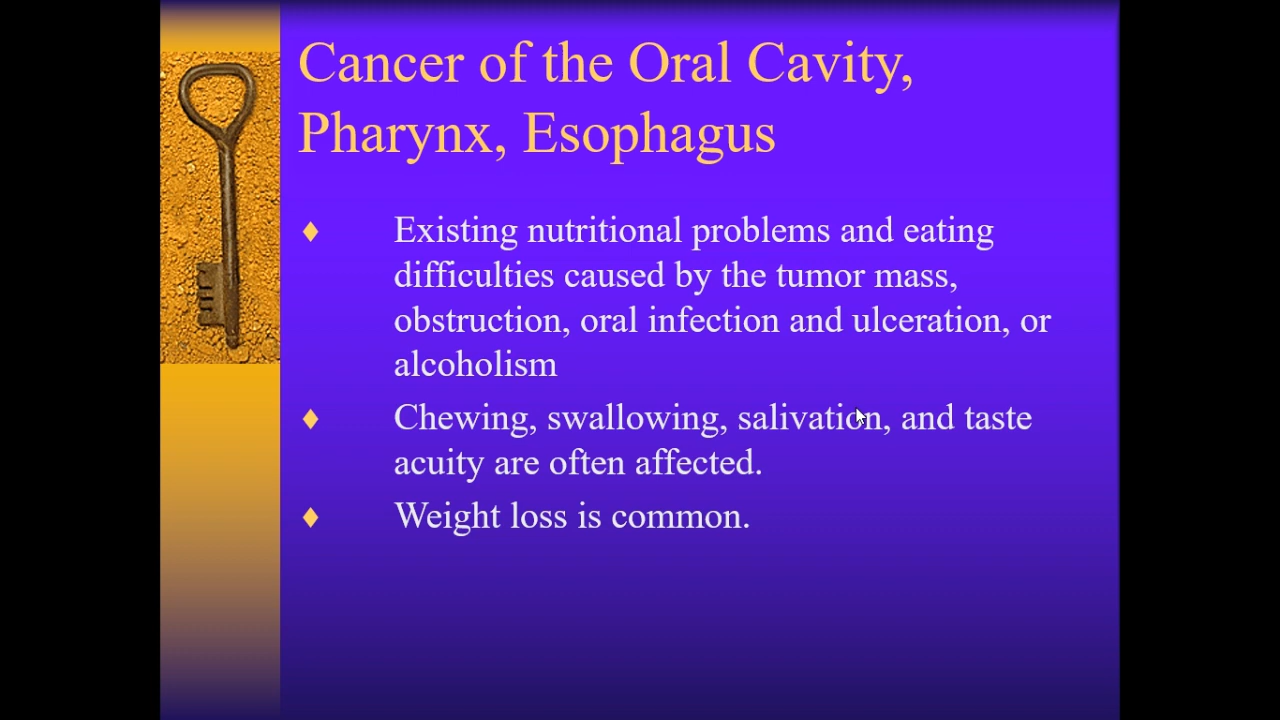 Cancer of the Oral Cavity,
Pharynx, Esophagus
Existing nutritional problems and eating
difficulties caused by the tumor mass,
obstruction, oral infection and ulceration, or
alcoholism
Chewing, swallowing, salivation, and taste
acuity are often affected.
Weight loss is common.